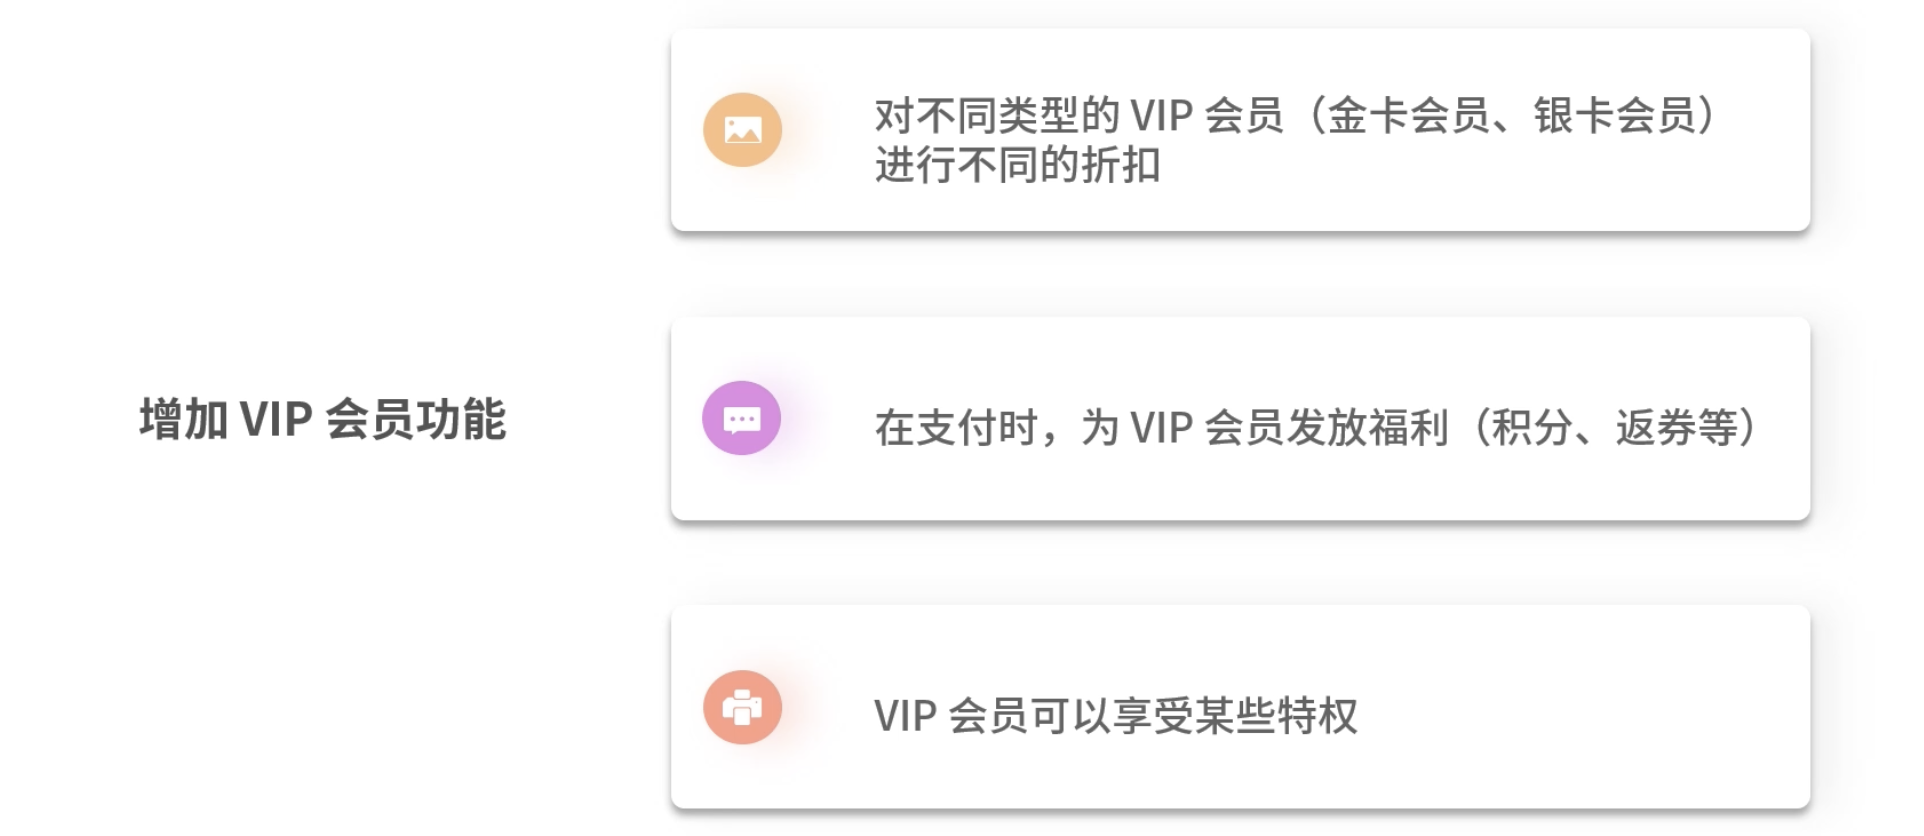 增加 VIP 会员功能
对不同类型的 VIP 会员（金卡会员、银卡会员）
进行不同的折扣
在支付时，为 VIP 会员发放福利（积分、返券等）
VIP 会员可以享受某些特权